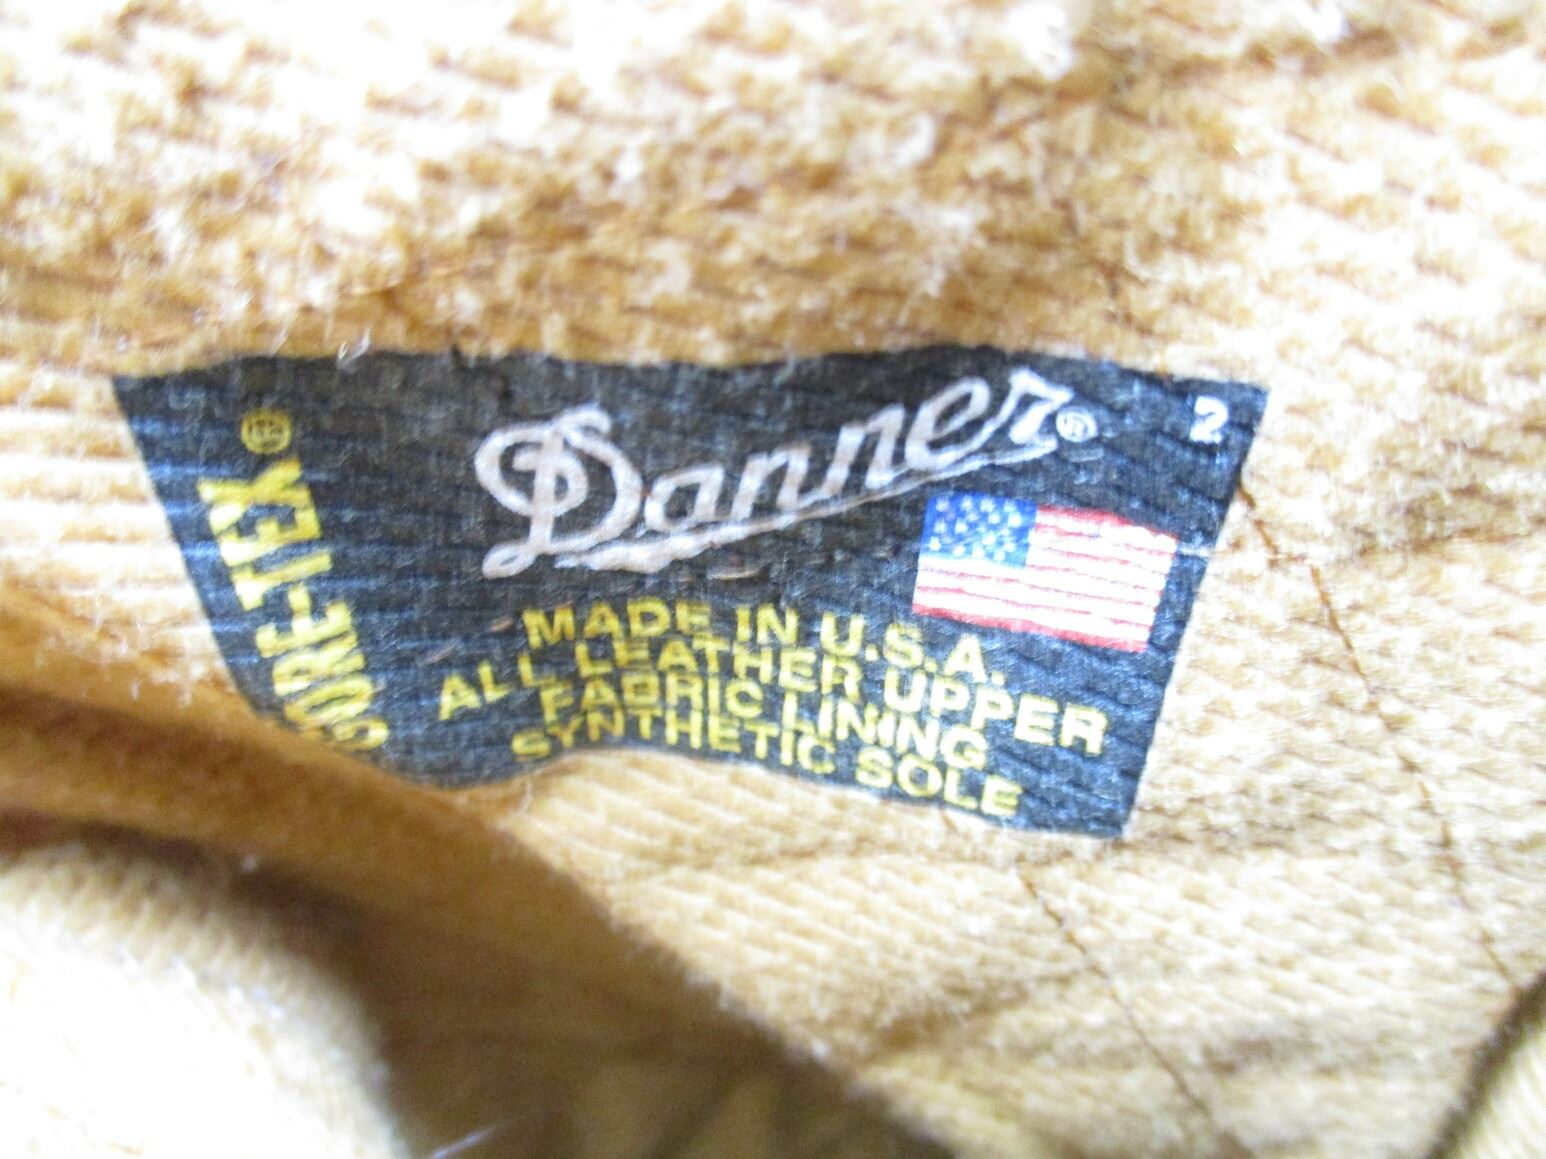 GORE-TEX®
Danner® 2
MADE IN U.S.A.
ALL LEATHER UPPER
FABRIC LINING
SYNTHETIC SOLE